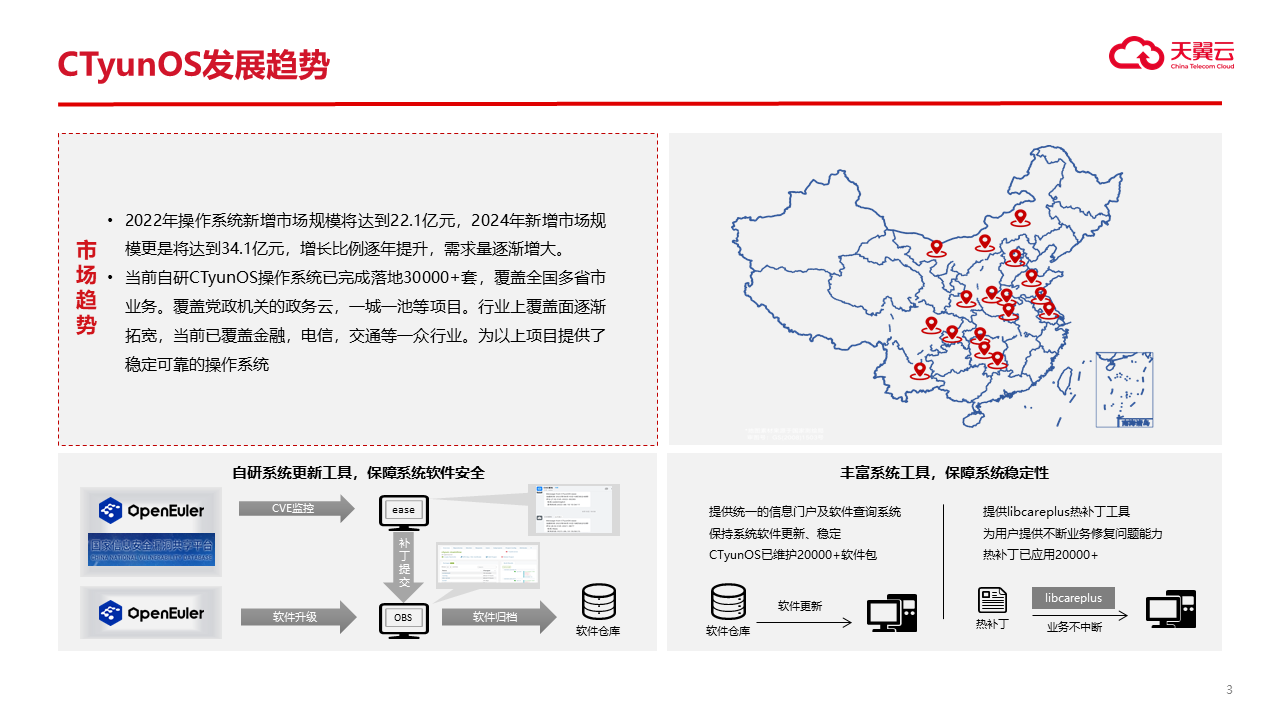 CTyunOS发展趋势
天翼云
China Telecom Cloud
市场趋势
• 2022年操作系统新增市场规模将达到22.1亿元，2024年新增市场规
模更是将达到34.1亿元，增长比例逐年提升，需求量逐渐增大。
• 当前自研CTyunOS操作系统已完成落地30000+套，覆盖全国多省市
业务。覆盖党政机关的政务云，一城一池等项目。行业上覆盖面逐渐
拓宽，当前已覆盖金融，电信，交通等一众行业。为以上项目提供了
稳定可靠的操作系统
南海诸岛
自研系统更新工具，保障系统软件安全
OpenEuler
国家信息安全漏洞共享平台
CHINA NATIONAL VULNERABILITY DATABASE
CVE监控
ease
补丁提交
OpenEuler
软件升级
OBS
软件归档
软件仓库
丰富系统工具，保障系统稳定性
提供统一的信息门户及软件查询系统
保持系统软件更新、稳定
CTyunOS已维护20000+软件包
软件仓库
软件更新
提供libcareplus热补丁工具
为用户提供不断业务修复问题能力
热补丁已应用20000+
热补丁
libcareplus
业务不中断
3